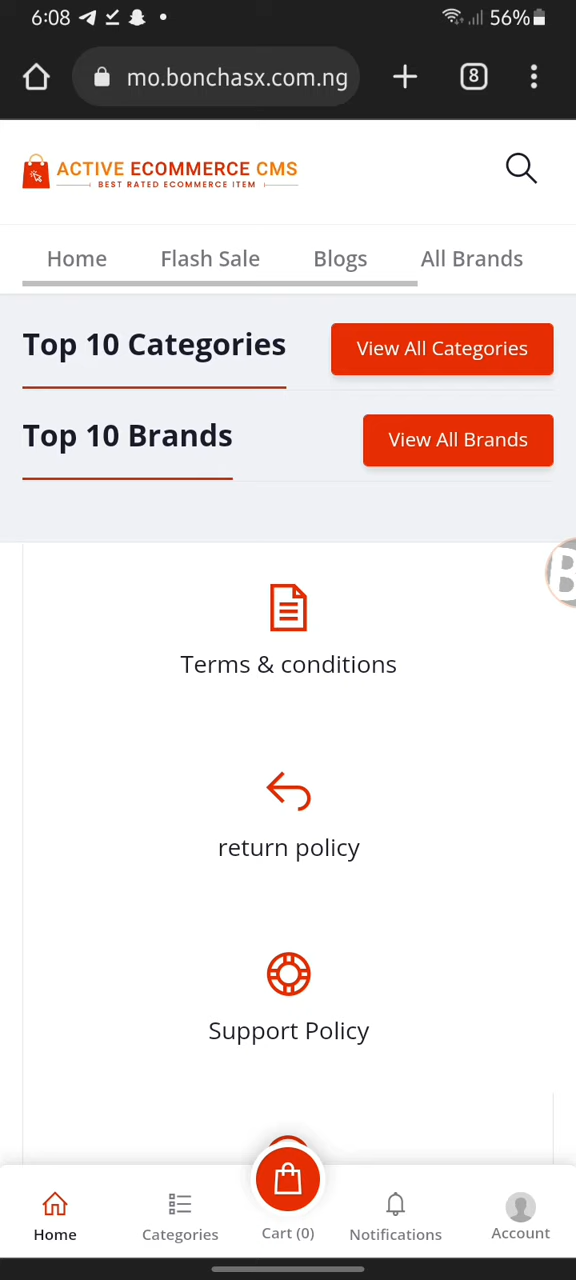 6:08
56%
mo.bonchasx.com.ng
8
ACTIVE ECOMMERCE CMS
BEST RATED ECOMMERCE ITEM
Home Flash Sale Blogs All Brands
Top 10 Categories
View All Categories
Top 10 Brands
View All Brands
B
Terms & conditions
return policy
Support Policy
Home Categories Cart (0) Notifications Account